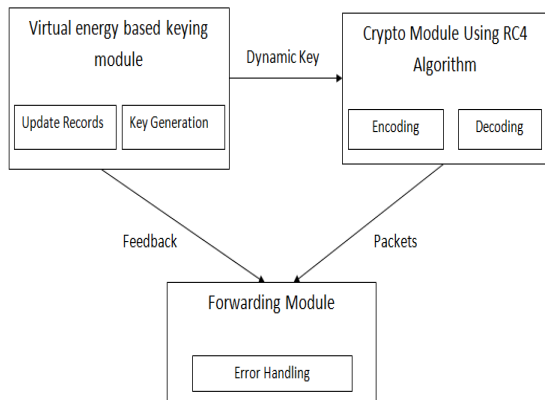 Virtual energy based keying
module
Update Records
Key Generation
Dynamic Key
Crypto Module Using RC4
Algorithm
Encoding
Decoding
Feedback
Packets
Forwarding Module
Error Handling